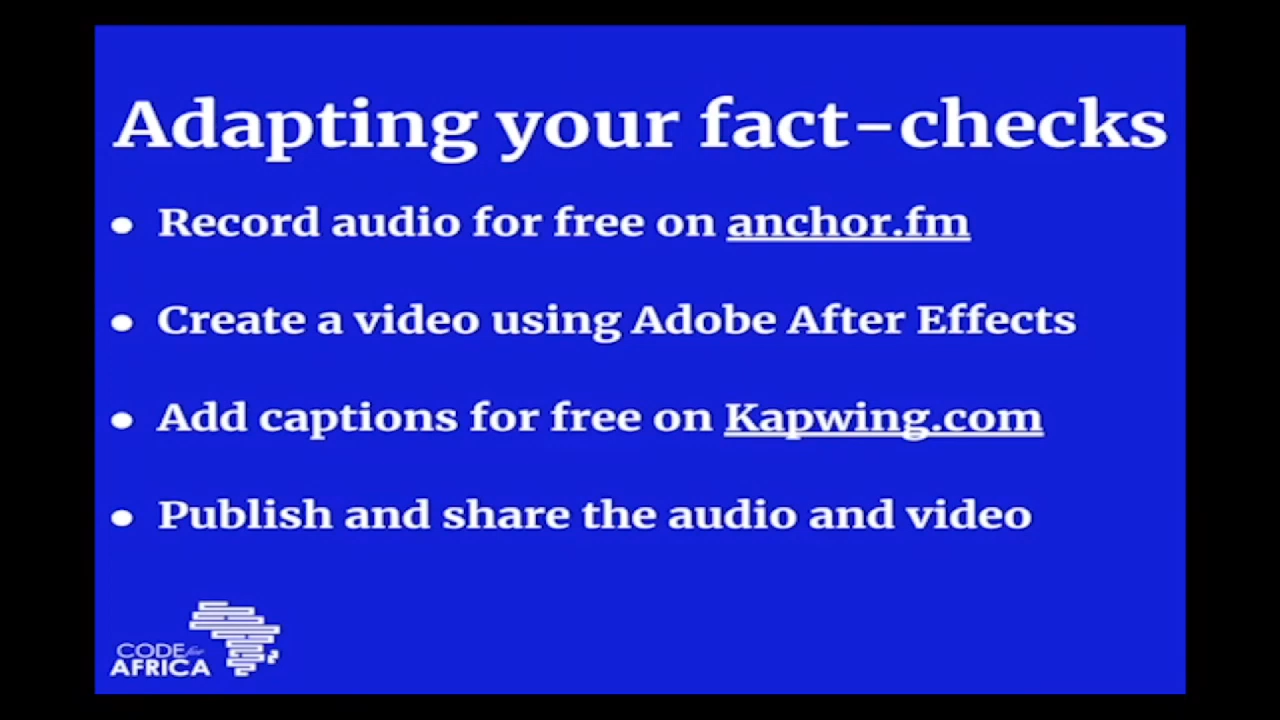 Adapting your fact-checks
• Record audio for free on anchor.fm
• Create a video using Adobe After Effects
• Add captions for free on Kapwing.com
• Publish and share the audio and video
CODE for
AFRICA